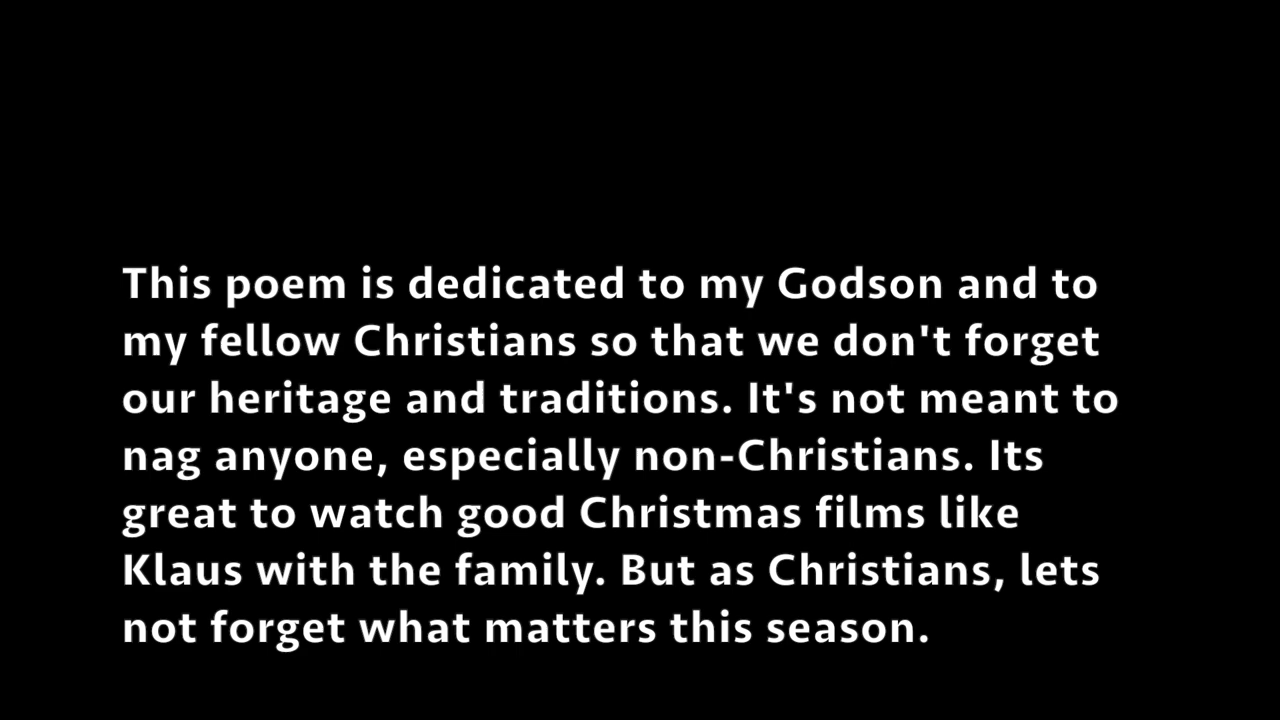 This poem is dedicated to my Godson and to
my fellow Christians so that we don't forget
our heritage and traditions. It's not meant to
nag anyone, especially non-Christians. Its
great to watch good Christmas films like
Klaus with the family. But as Christians, lets
not forget what matters this season.